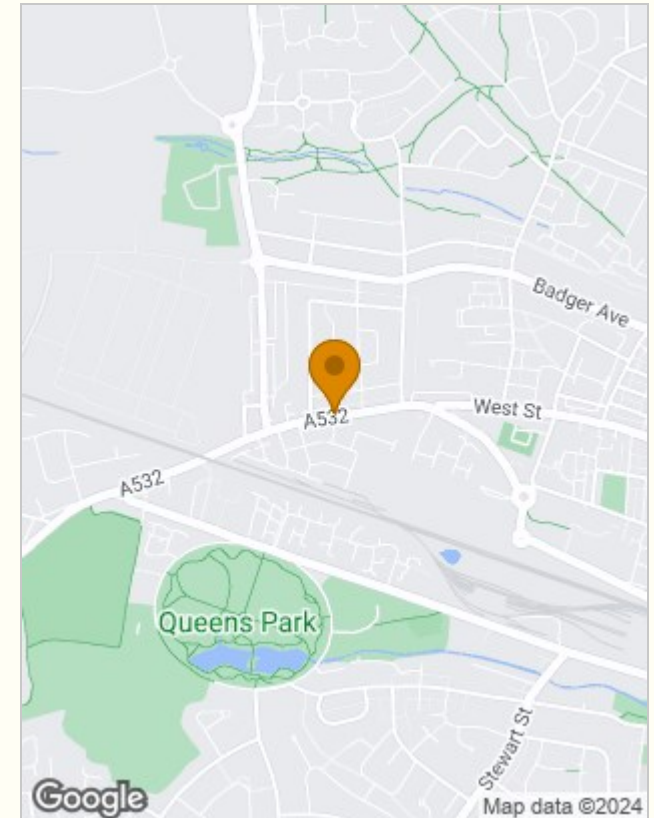 Badger Ave
West St
A532
A532
Queens Park
Stewart St
Google
Map data ©2024